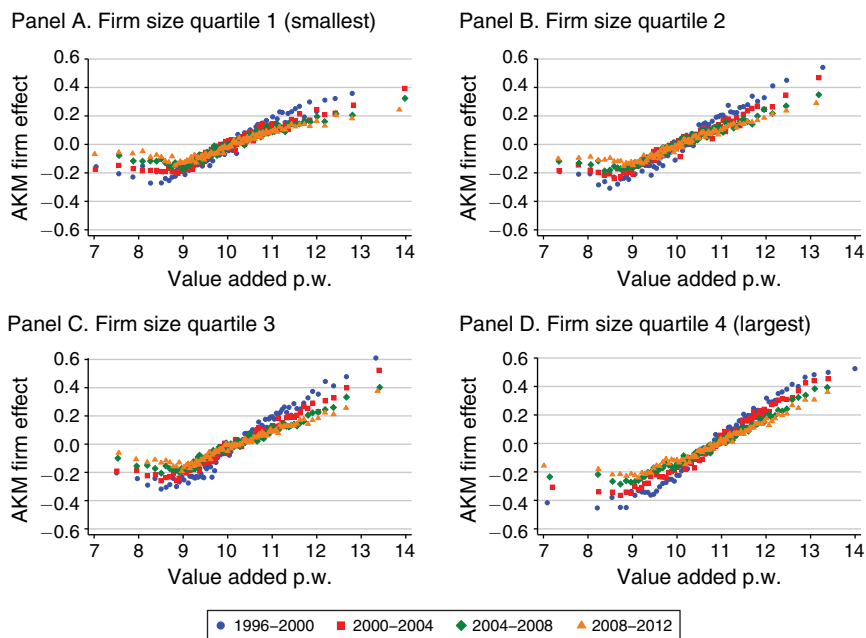 Panel A. Firm size quartile 1 (smallest)
0.6
0.4
0.2
0.0
−0.2
−0.4
−0.6
AKM firm effect
7 8 9 10 11 12 13 14
Value added p.w.
Panel B. Firm size quartile 2
0.6
0.4
0.2
0.0
−0.2
−0.4
−0.6
AKM firm effect
7 8 9 10 11 12 13 14
Value added p.w.
Panel C. Firm size quartile 3
0.6
0.4
0.2
0.0
−0.2
−0.4
−0.6
AKM firm effect
7 8 9 10 11 12 13 14
Value added p.w.
Panel D. Firm size quartile 4 (largest)
0.6
0.4
0.2
0.0
−0.2
−0.4
−0.6
AKM firm effect
7 8 9 10 11 12 13 14
Value added p.w.
1996−2000 2000−2004 2004−2008 2008−2012